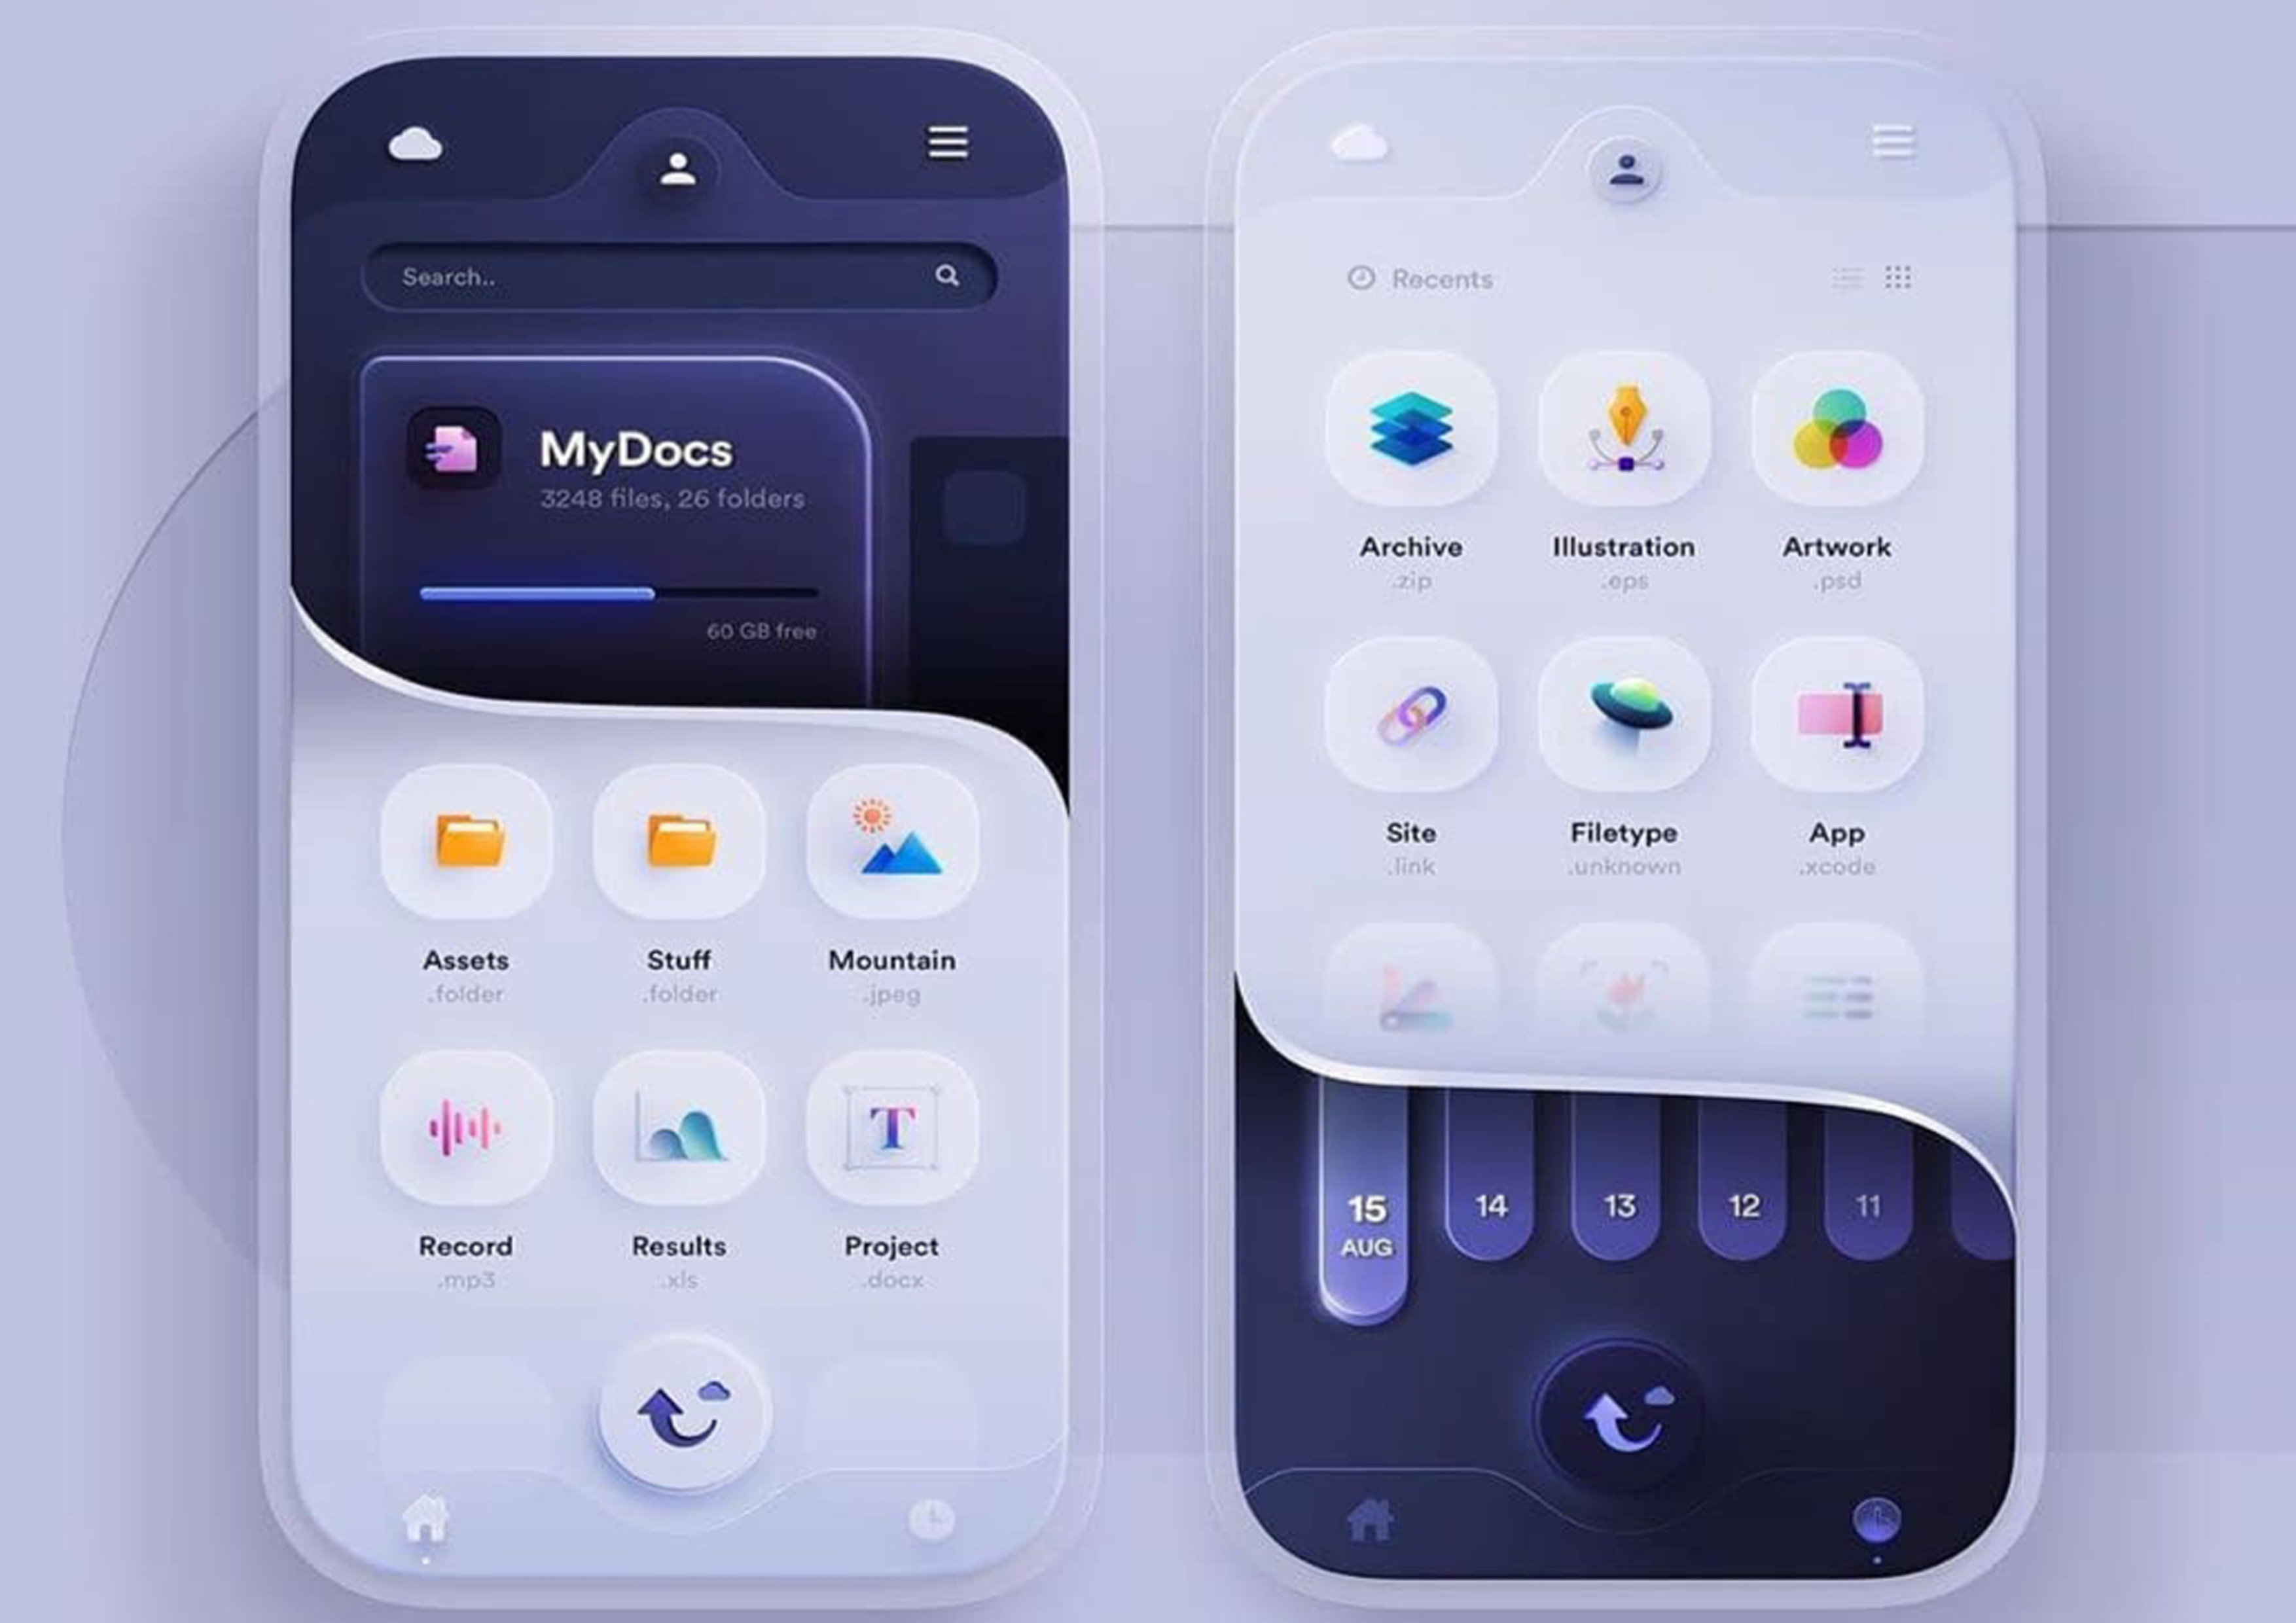 Search..
MyDocs
3248 files, 26 folders
60 GB free
Assets Stuff Mountain
.folder .folder .jpeg
Record Results Project
.mp3 .xls .docx
Recents
Archive Illustration Artwork
.zip .eps .psd
Site Filetype App
.link .unknown .xcode
15 14 13 12 11
AUG